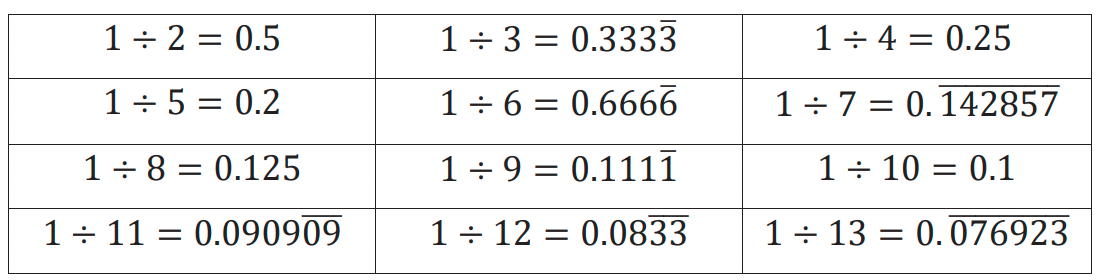 1 ÷ 2 = 0.5 1 ÷ 3 = 0.3333̅ 1 ÷ 4 = 0.25
1 ÷ 5 = 0.2 1 ÷ 6 = 0.6666̅ 1 ÷ 7 = 0. 1̅4̅2̅8̅5̅7̅
1 ÷ 8 = 0.125 1 ÷ 9 = 0.1111̅ 1 ÷ 10 = 0.1
1 ÷ 11 = 0.09090̅9̅ 1 ÷ 12 = 0.083̅3̅ 1 ÷ 13 = 0. 0̅7̅6̅9̅2̅3̅